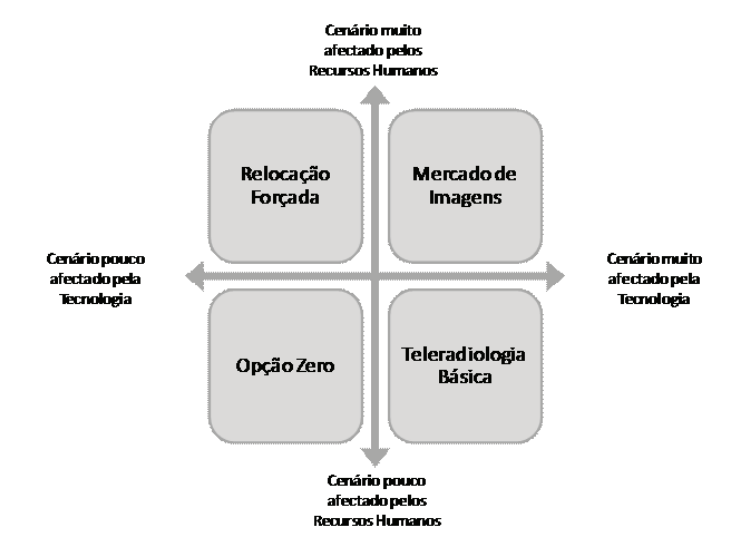 Cenário muito
afectado pelos
Recursos Humanos
Relocação
Forçada
Mercado de
Imagens
Cenário pouco
afectado pela
Tecnologia
Cenário muito
afectado pela
Tecnologia
Opção Zero
Teleradiologia
Básica
Cenário pouco
afectado pelos
Recursos Humanos